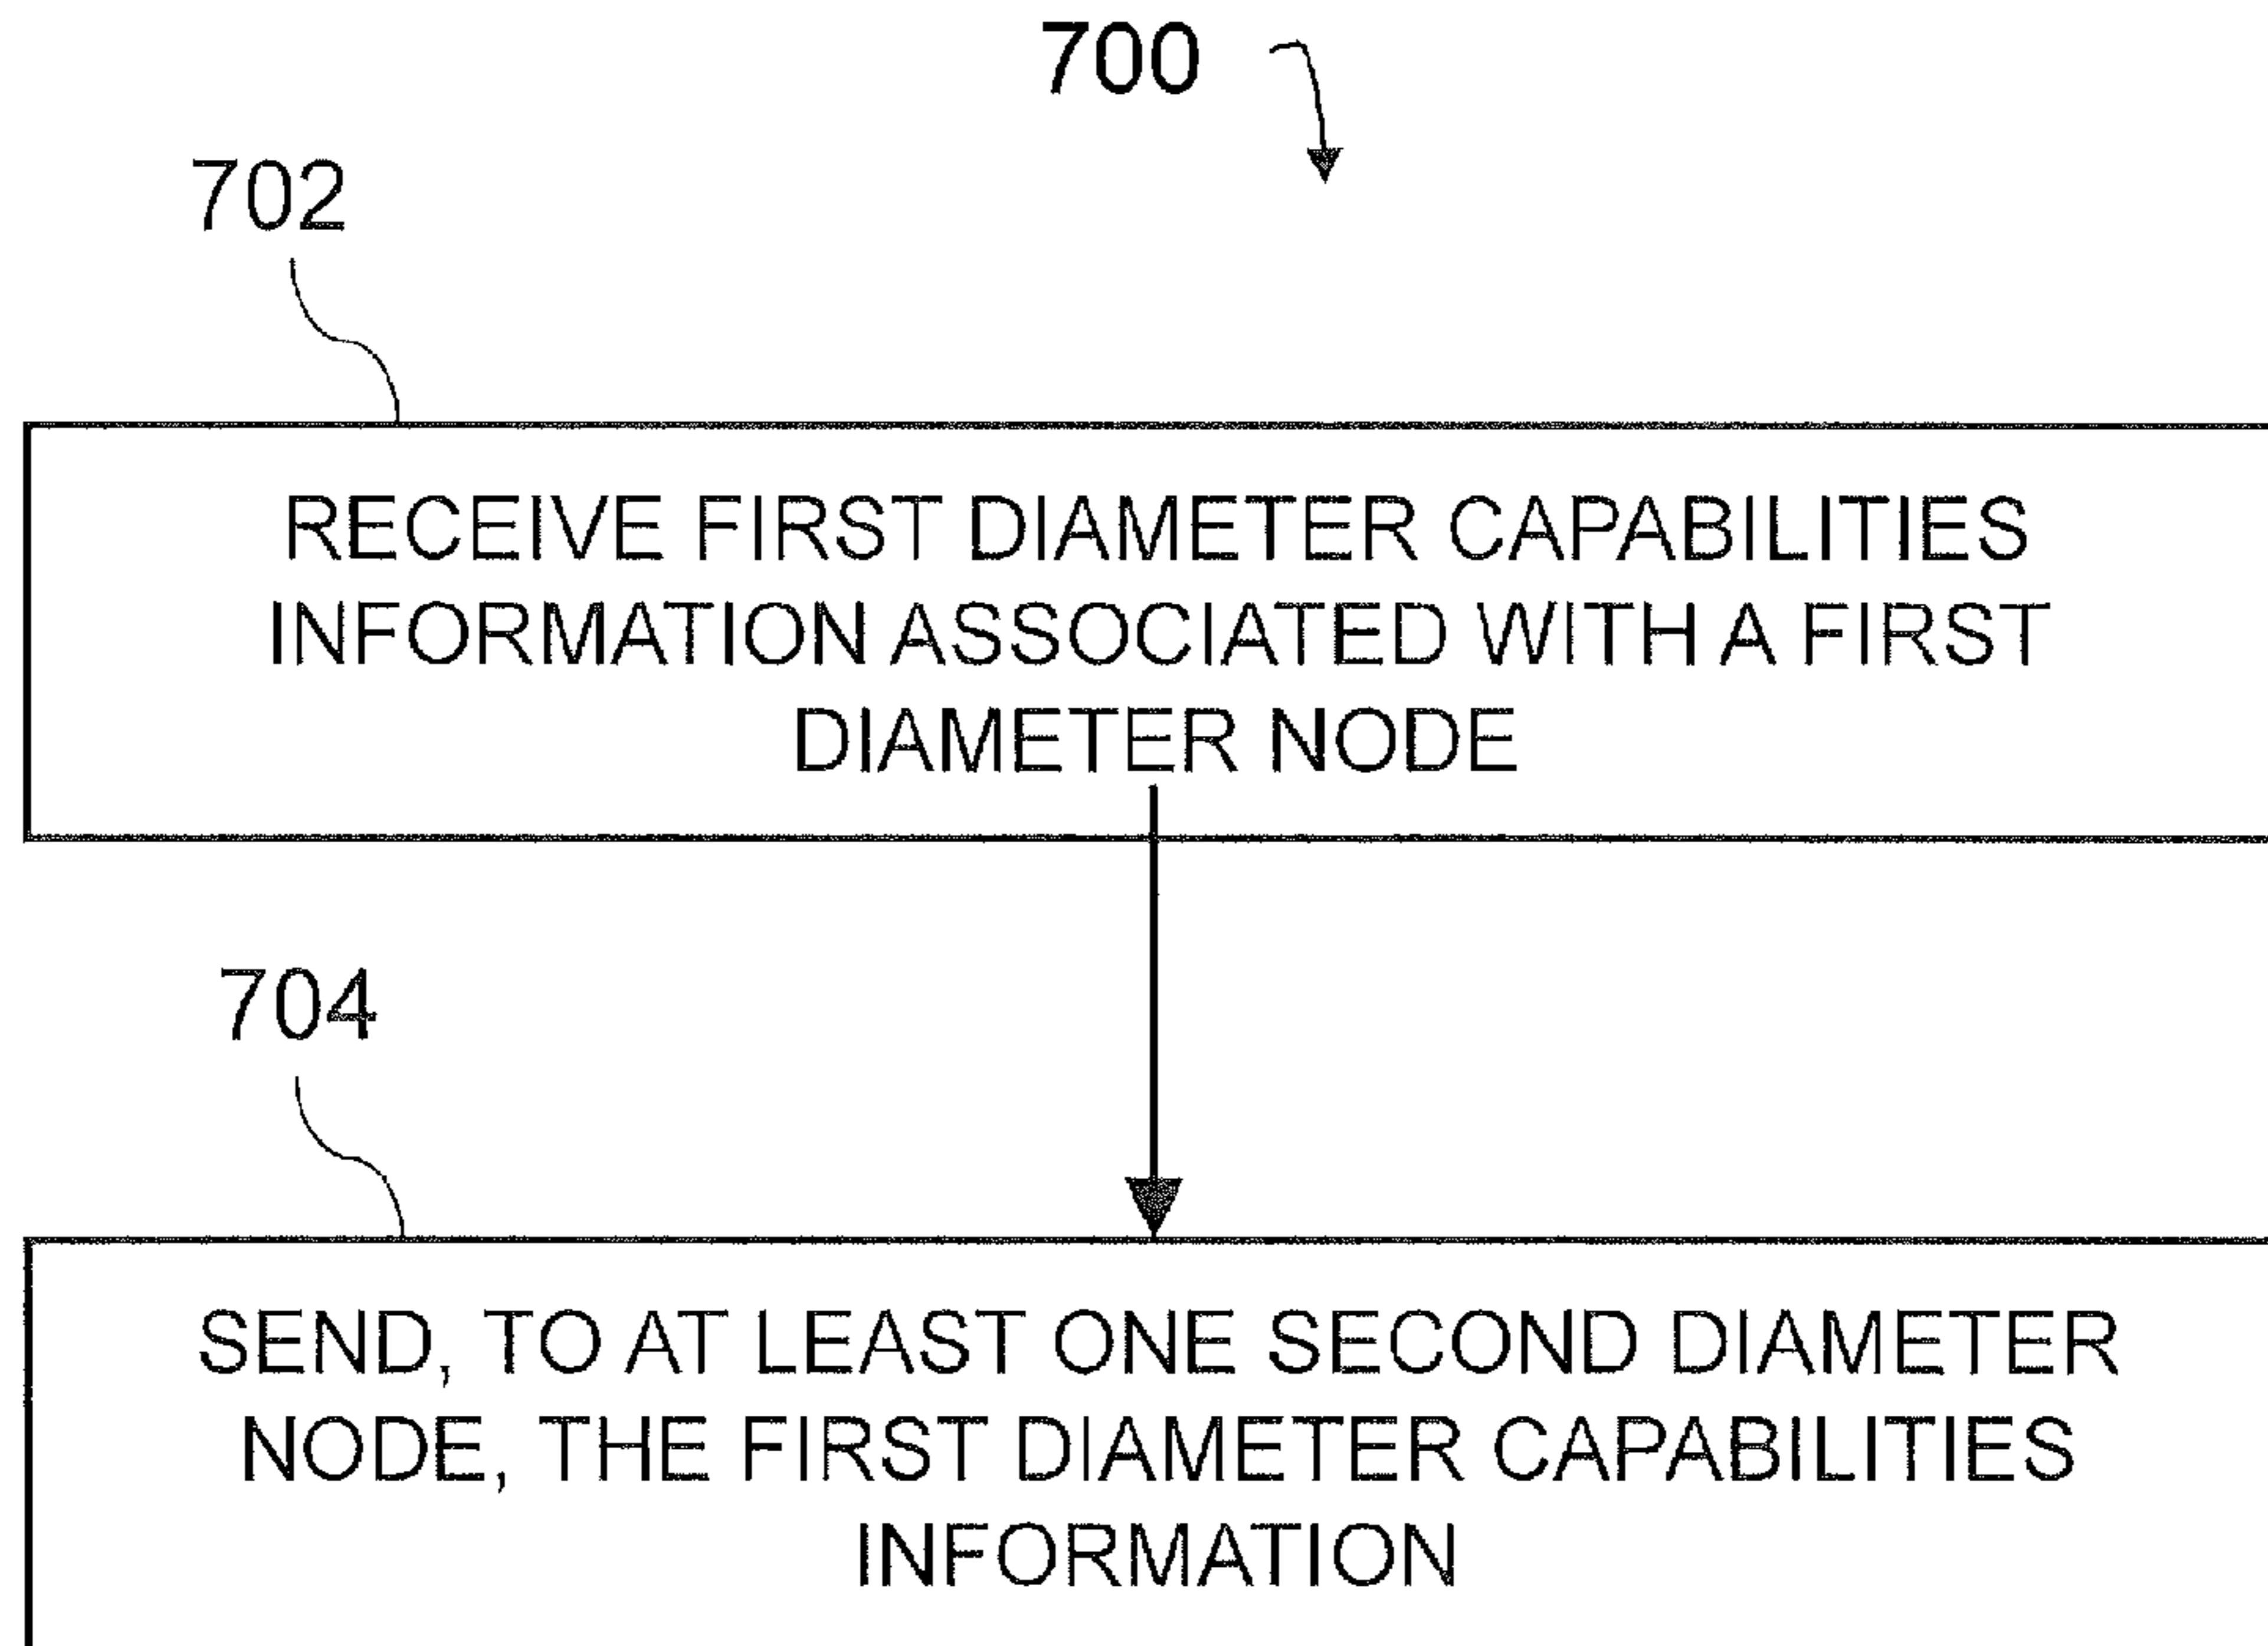 700
702
RECEIVE FIRST DIAMETER CAPABILITIES
INFORMATION ASSOCIATED WITH A FIRST
DIAMETER NODE
704
SEND, TO AT LEAST ONE SECOND DIAMETER
NODE, THE FIRST DIAMETER CAPABILITIES
INFORMATION